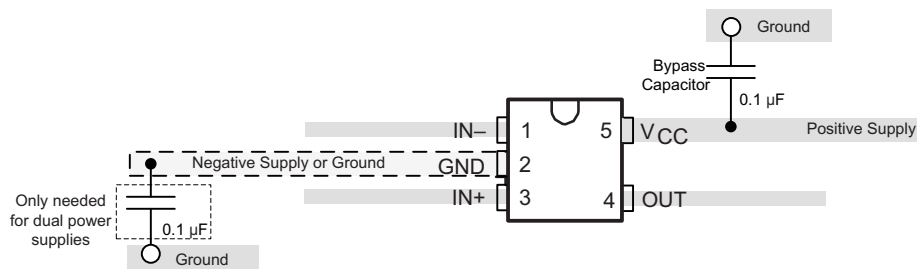 Ground
Bypass
Capacitor
0.1 µF
IN–
1
5
VCC
Positive Supply
Negative Supply or Ground
GND
2
IN+
3
4
OUT
Only needed
for dual power
supplies
0.1 µF
Ground